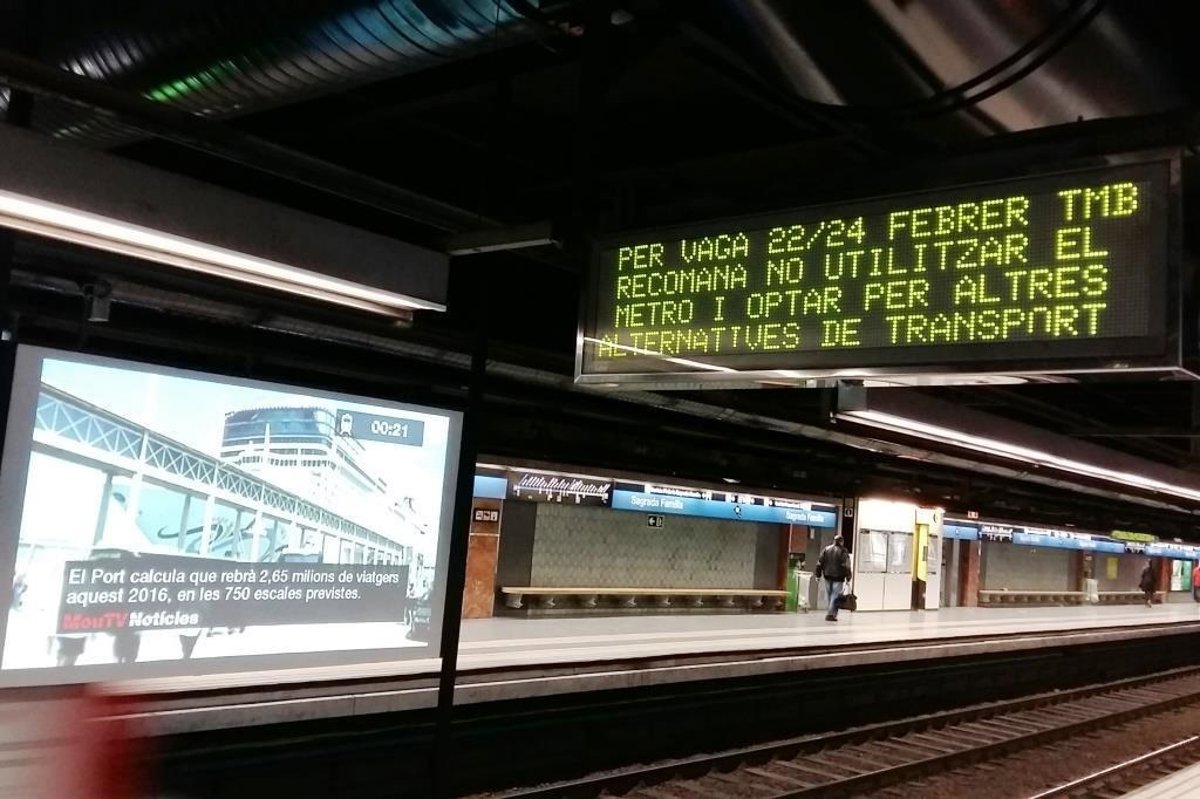 PER VAGA 22/24 FEBRER TMB
RECOMANA NO UTILITZAR EL
METRO I OPTAR PER ALTRES
ALTERNATIVES DE TRANSPORT
00:21
El Port calcula que rebrà 2,65 milions de viatgers
aquest 2016, en les 750 escales previstes.
MouTV Notícies
Sagrada Família
Sagrada Família